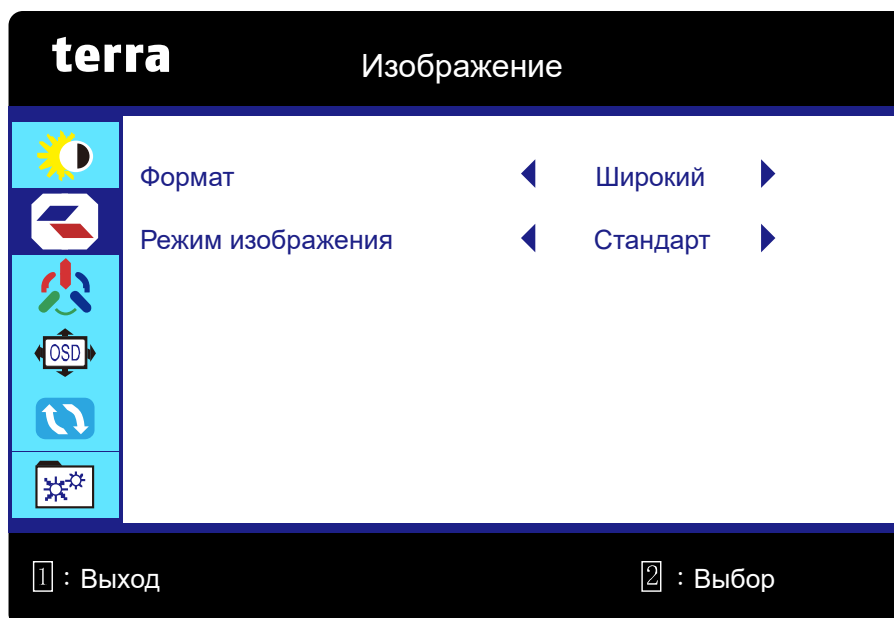 terra
Изображение
Формат Широкий
Режим изображения Стандарт
OSD
1 : Выход 2 : Выбор